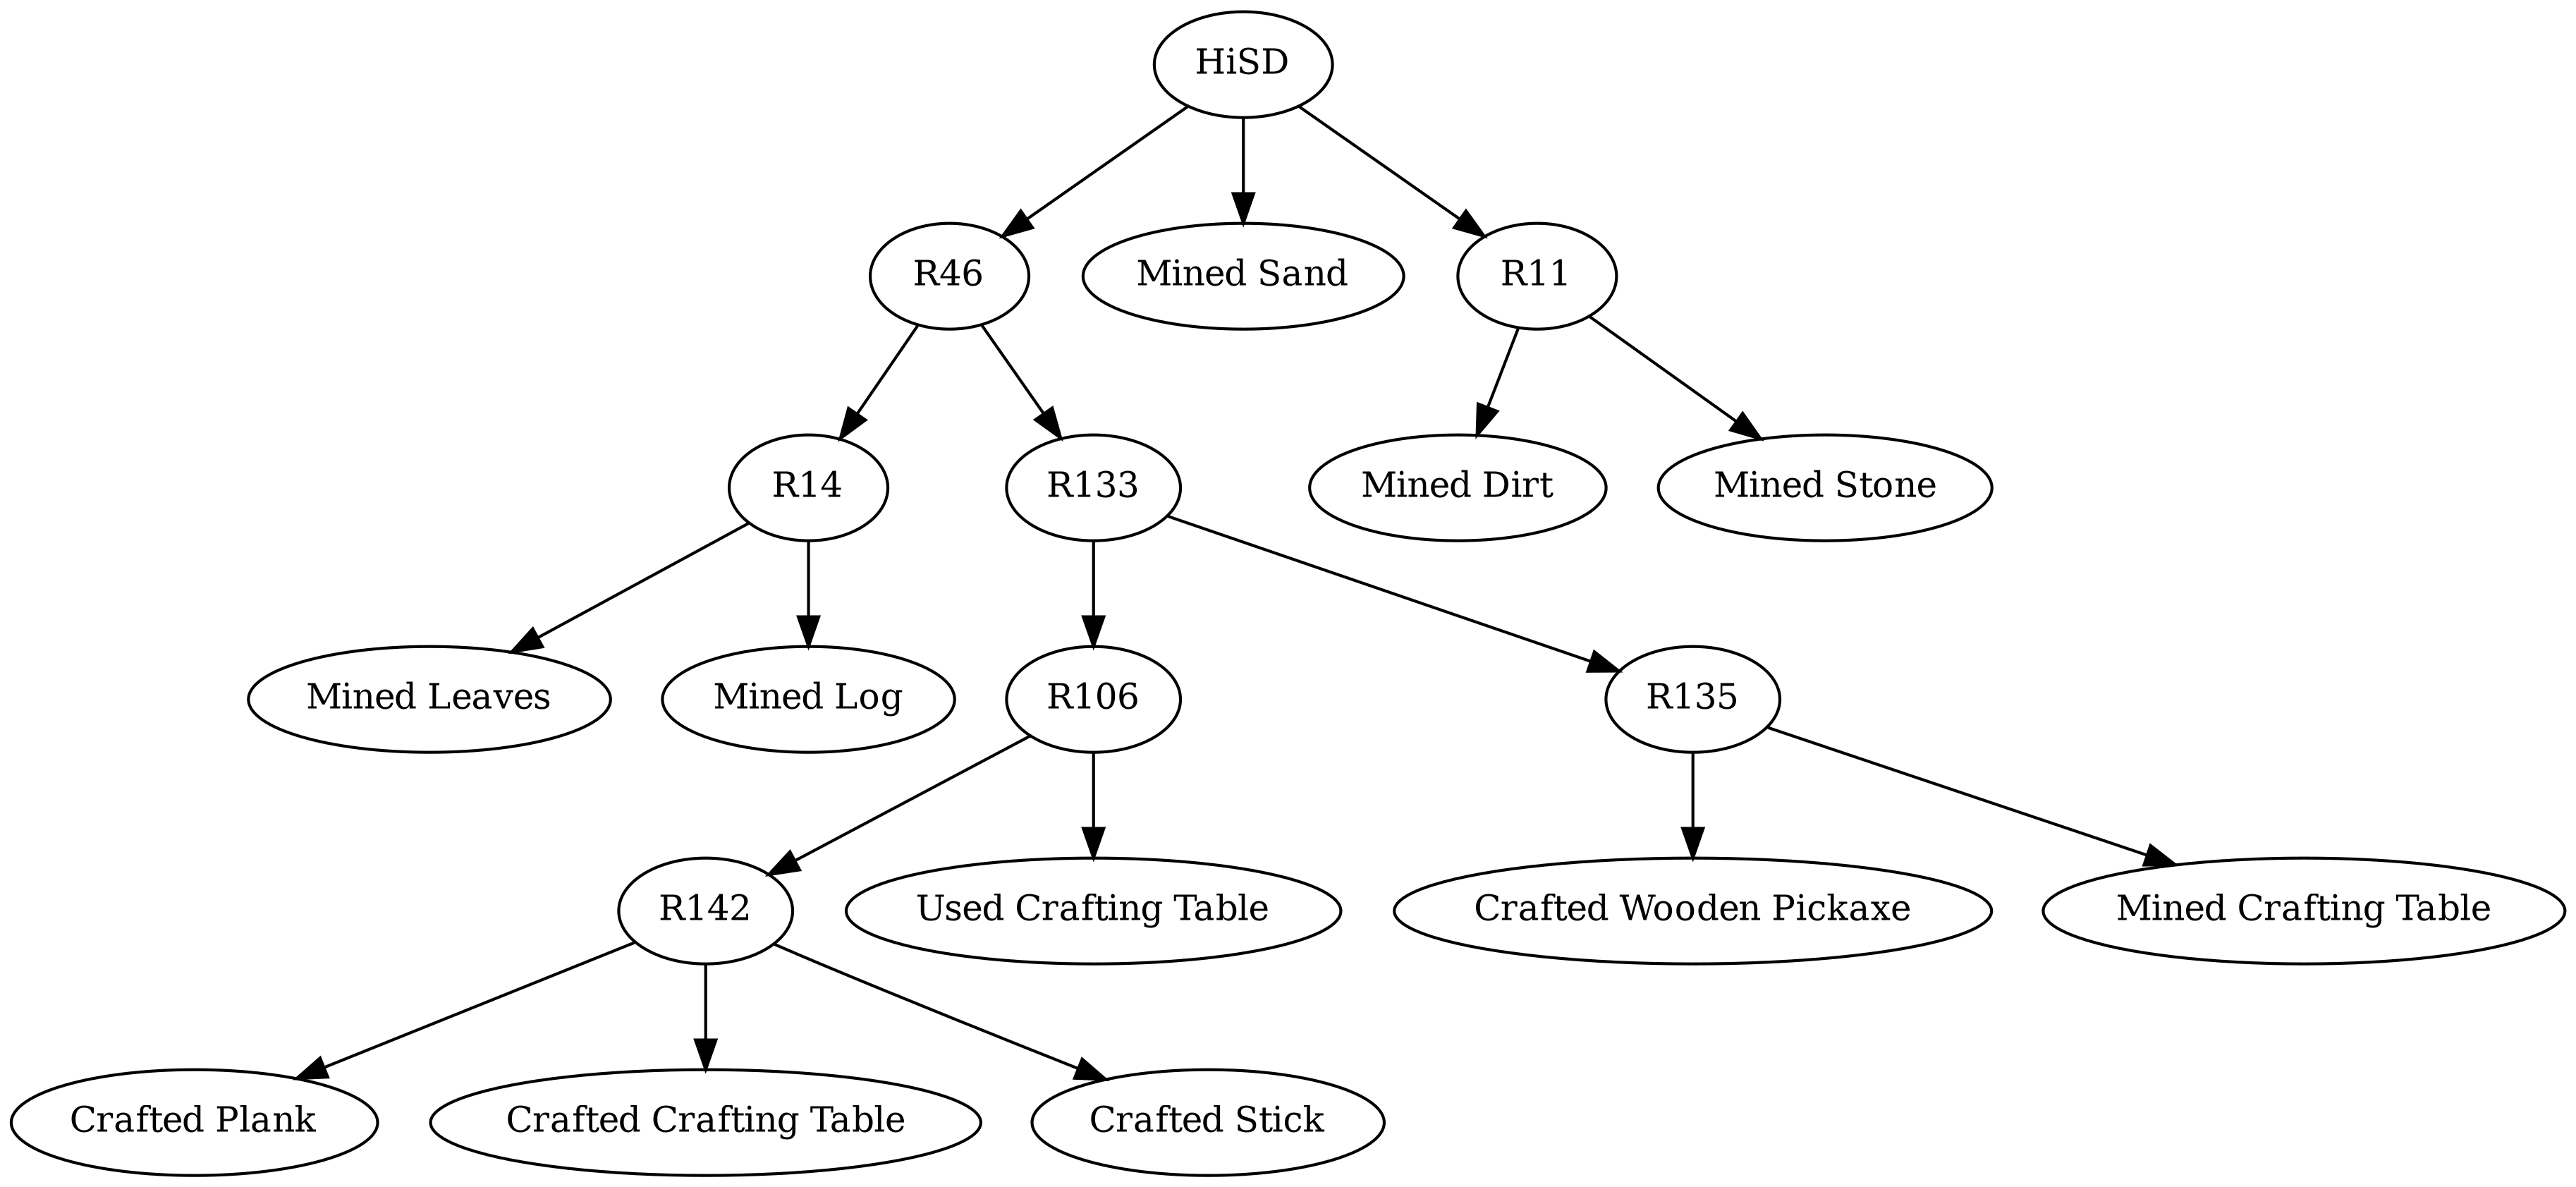 HiSD
R46
Mined Sand
R11
R14
R133
Mined Dirt
Mined Stone
Mined Leaves
Mined Log
R106
R135
R142
Used Crafting Table
Crafted Wooden Pickaxe
Mined Crafting Table
Crafted Plank
Crafted Crafting Table
Crafted Stick